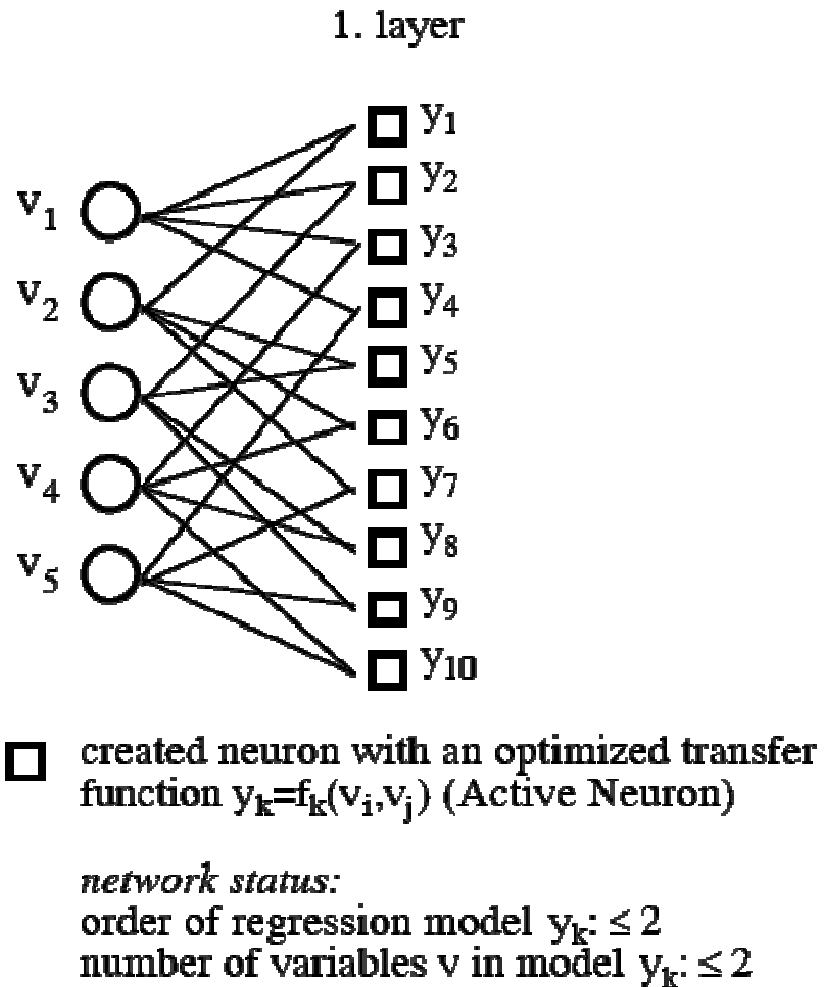 1. layer
y1
y2
v1
y3
v2
y4
y5
v3
y6
v4
y7
y8
v5
y9
y10
created neuron with an optimized transfer
function yk=fk(vi,vj) (Active Neuron)
network status:
order of regression model yk: ≤ 2
number of variables v in model yk: ≤ 2